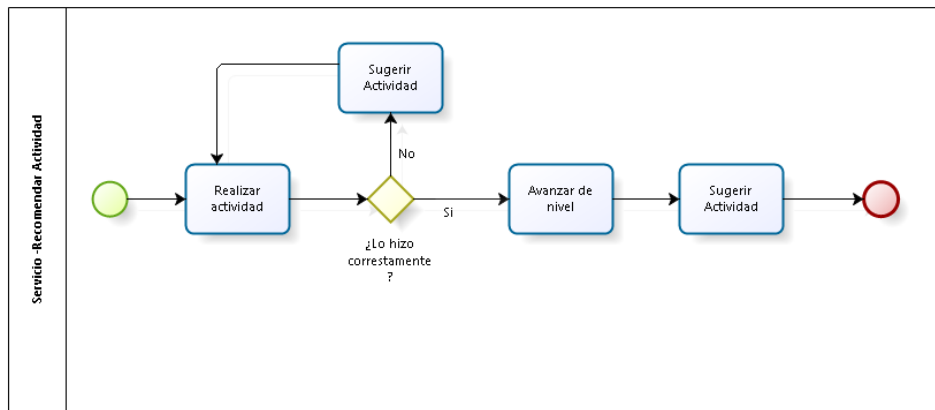 Servicio -Recomendar Actividad
Sugerir
Actividad
No
Realizar
actividad
¿Lo hizo
correstamente
?
Si
Avanzar de
nivel
Sugerir
Actividad